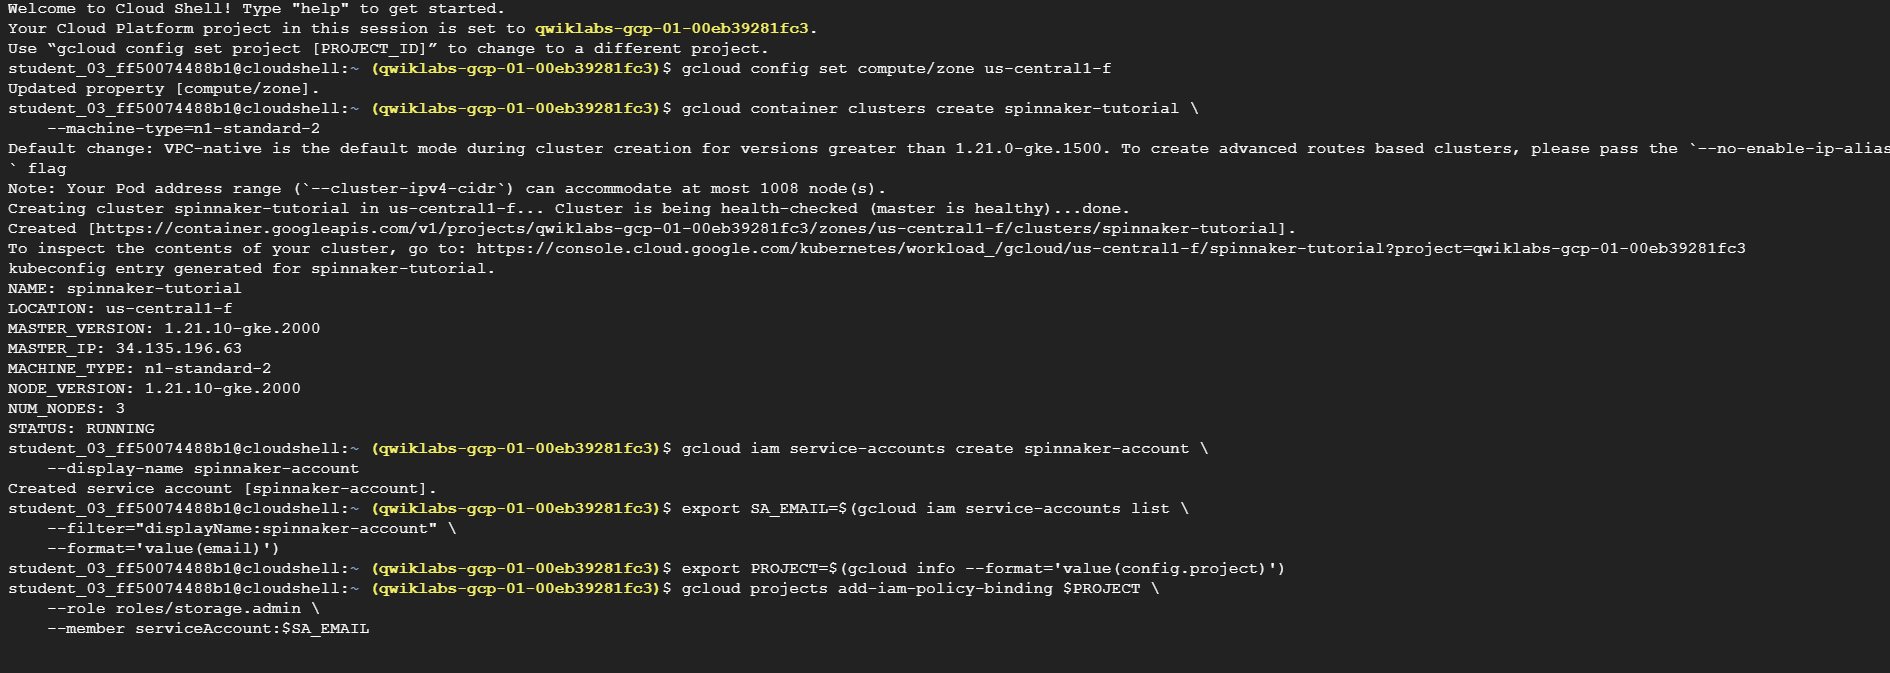 Welcome to Cloud Shell! Type "help" to get started.
Your Cloud Platform project in this session is set to qwiklabs-gcp-01-00eb39281fc3.
Use “gcloud config set project [PROJECT_ID]” to change to a different project.
student_03_ff50074488b1@cloudshell:~ (qwiklabs-gcp-01-00eb39281fc3)$ gcloud config set compute/zone us-central1-f
Updated property [compute/zone].
student_03_ff50074488b1@cloudshell:~ (qwiklabs-gcp-01-00eb39281fc3)$ gcloud container clusters create spinnaker-tutorial \
    --machine-type=n1-standard-2
Default change: VPC-native is the default mode during cluster creation for versions greater than 1.21.0-gke.1500. To create advanced routes based clusters, please pass the `--no-enable-ip-alias
` flag
Note: Your Pod address range (`--cluster-ipv4-cidr`) can accommodate at most 1008 node(s).
Creating cluster spinnaker-tutorial in us-central1-f... Cluster is being health-checked (master is healthy)...done.
Created [https://container.googleapis.com/v1/projects/qwiklabs-gcp-01-00eb39281fc3/zones/us-central1-f/clusters/spinnaker-tutorial].
To inspect the contents of your cluster, go to: https://console.cloud.google.com/kubernetes/workload_/gcloud/us-central1-f/spinnaker-tutorial?project=qwiklabs-gcp-01-00eb39281fc3
kubeconfig entry generated for spinnaker-tutorial.
NAME: spinnaker-tutorial
LOCATION: us-central1-f
MASTER_VERSION: 1.21.10-gke.2000
MASTER_IP: 34.135.196.63
MACHINE_TYPE: n1-standard-2
NODE_VERSION: 1.21.10-gke.2000
NUM_NODES: 3
STATUS: RUNNING
student_03_ff50074488b1@cloudshell:~ (qwiklabs-gcp-01-00eb39281fc3)$ gcloud iam service-accounts create spinnaker-account \
    --display-name spinnaker-account
Created service account [spinnaker-account].
student_03_ff50074488b1@cloudshell:~ (qwiklabs-gcp-01-00eb39281fc3)$ export SA_EMAIL=$(gcloud iam service-accounts list \
    --filter="displayName:spinnaker-account" \
    --format='value(email)')
student_03_ff50074488b1@cloudshell:~ (qwiklabs-gcp-01-00eb39281fc3)$ export PROJECT=$(gcloud info --format='value(config.project)')
student_03_ff50074488b1@cloudshell:~ (qwiklabs-gcp-01-00eb39281fc3)$ gcloud projects add-iam-policy-binding $PROJECT \
    --role roles/storage.admin \
    --member serviceAccount:$SA_EMAIL